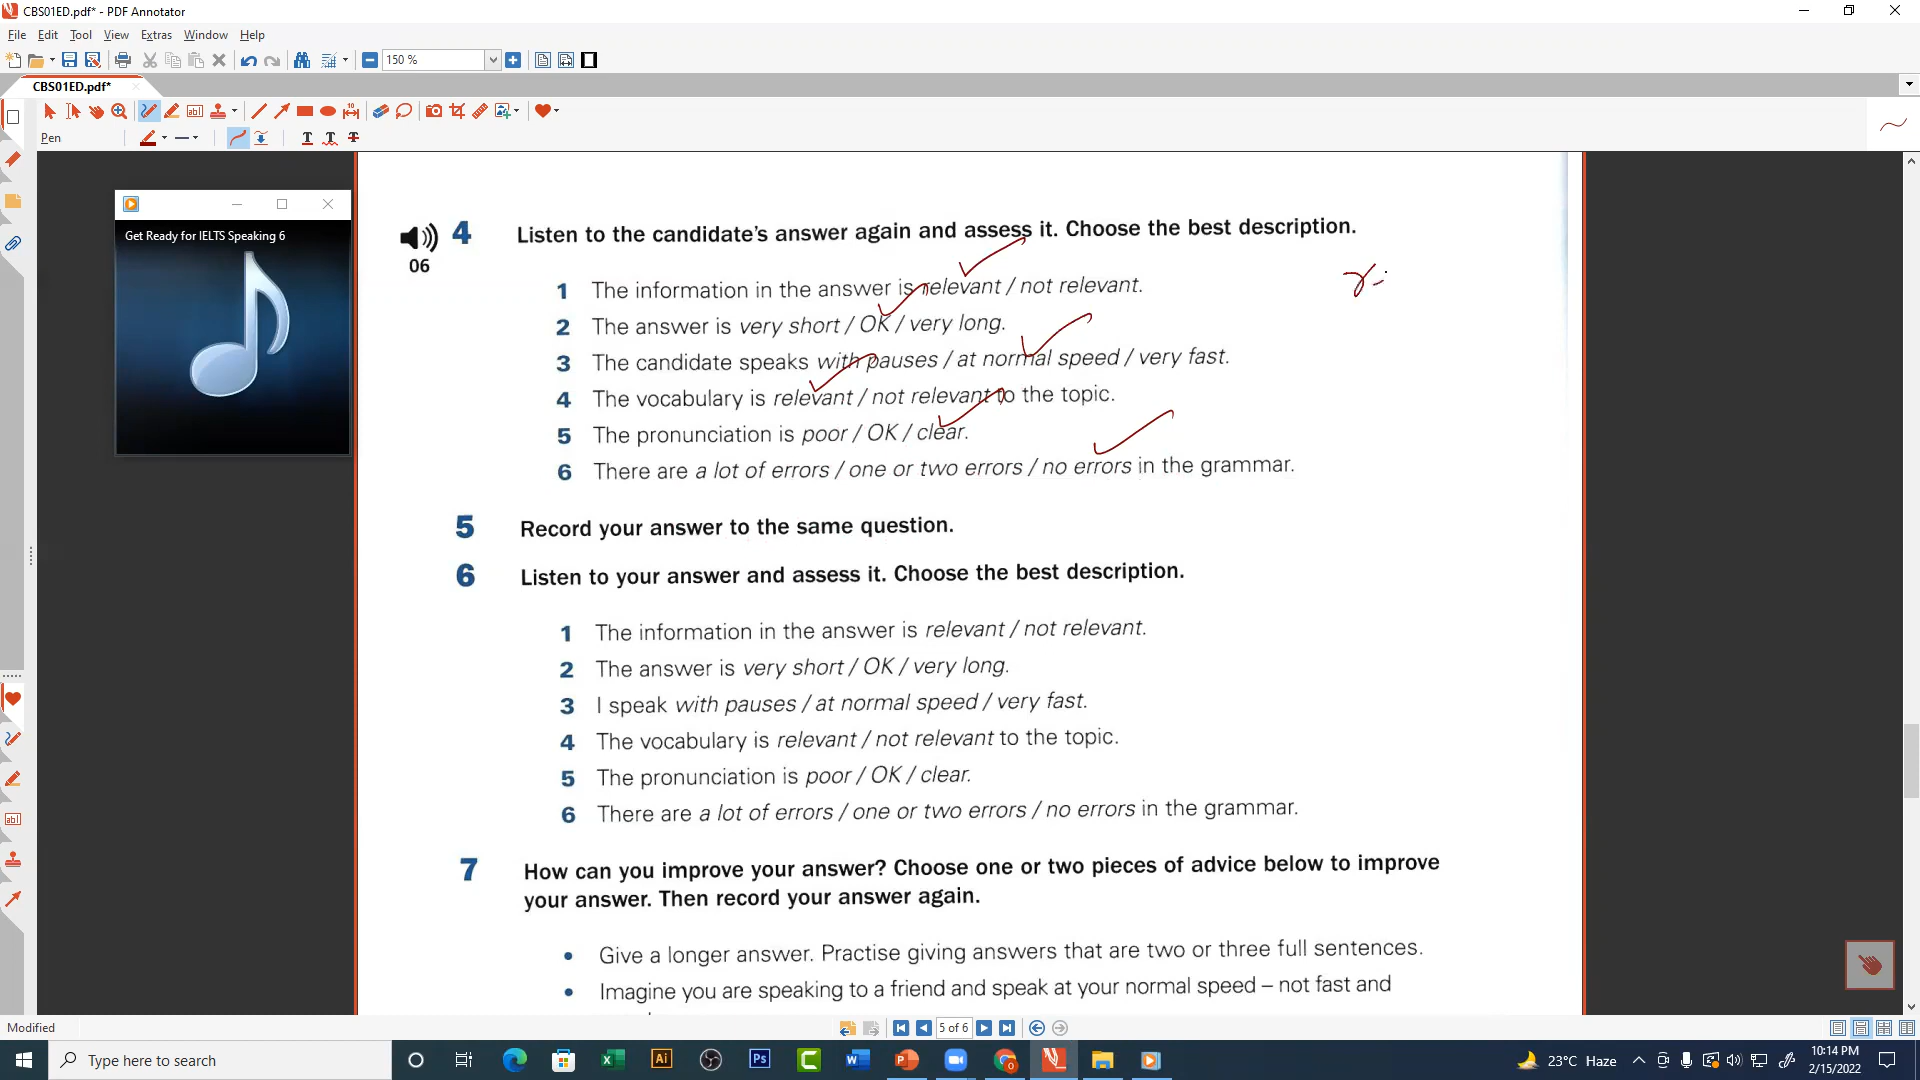 CBS01ED.pdf* - PDF Annotator
File Edit Tool View Extras Window Help
150 %
CBS01ED.pdf*
Pen
Get Ready for IELTS Speaking 6
06
4 Listen to the candidate's answer again and assess it. Choose the best description.
1 The information in the answer is relevant / not relevant.
2 The answer is very short / OK / very long.
3 The candidate speaks with pauses / at normal speed / very fast.
4 The vocabulary is relevant / not relevant to the topic.
5 The pronunciation is poor / OK / clear.
6 There are a lot of errors / one or two errors / no errors in the grammar.
5 Record your answer to the same question.
6 Listen to your answer and assess it. Choose the best description.
1 The information in the answer is relevant / not relevant.
2 The answer is very short / OK / very long.
3 I speak with pauses / at normal speed / very fast.
4 The vocabulary is relevant / not relevant to the topic.
5 The pronunciation is poor / OK / clear.
6 There are a lot of errors / one or two errors / no errors in the grammar.
7 How can you improve your answer? Choose one or two pieces of advice below to improve
your answer. Then record your answer again.
• Give a longer answer. Practise giving answers that are two or three full sentences.
• Imagine you are speaking to a friend and speak at your normal speed – not fast and
Modified
5 of 6
Type here to search
23°C Haze
10:14 PM
2/15/2022